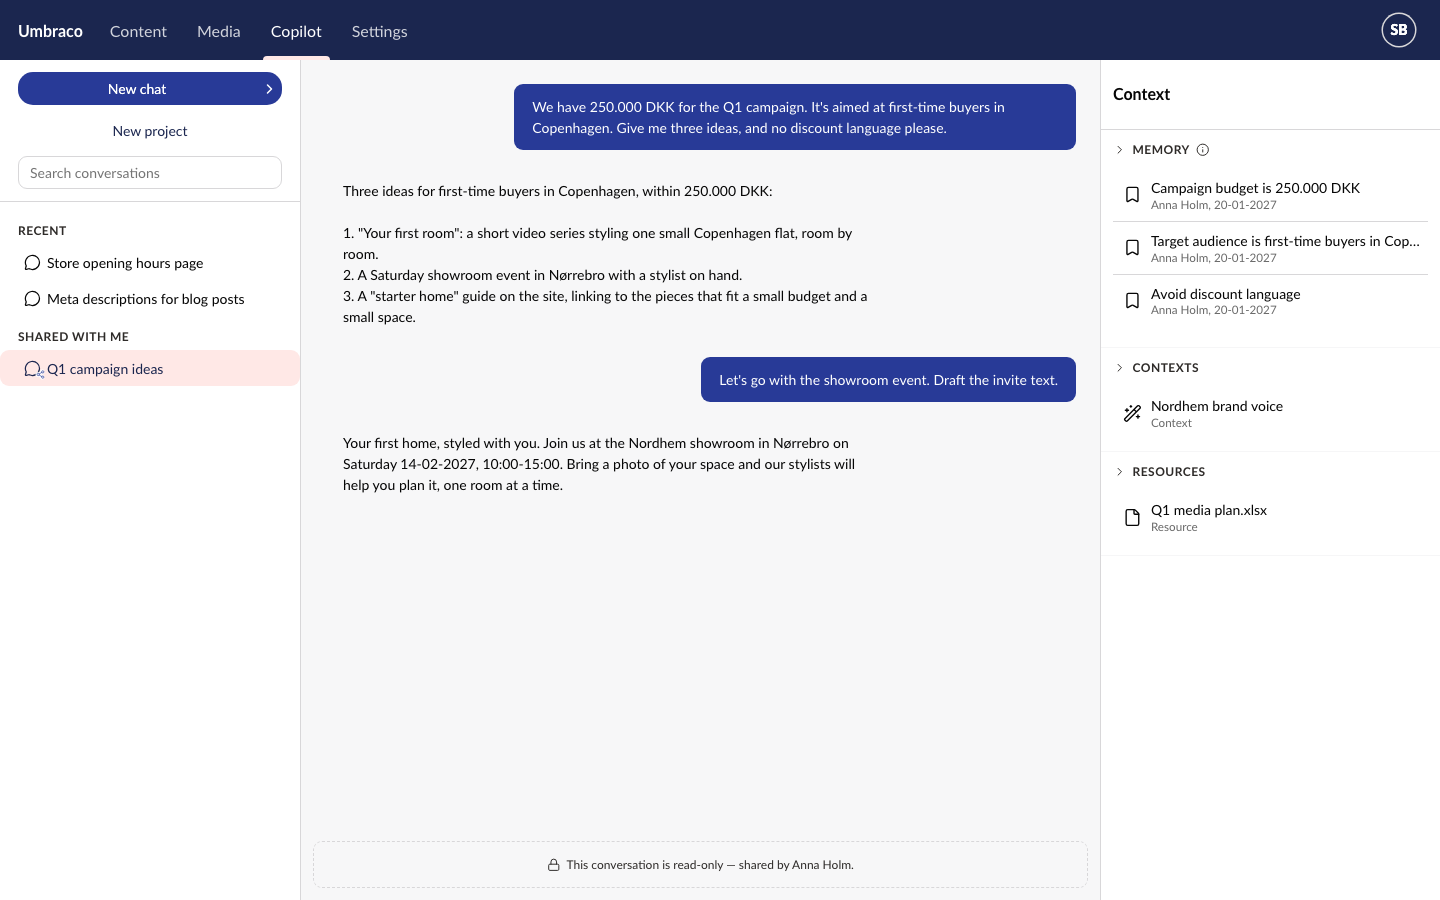 Umbraco
Content
Media
Copilot
Settings
SB
New chat
New project
Search conversations
RECENT
Store opening hours page
Meta descriptions for blog posts
SHARED WITH ME
Q1 campaign ideas
We have 250.000 DKK for the Q1 campaign. It's aimed at first-time buyers in
Copenhagen. Give me three ideas, and no discount language please.
Three ideas for first-time buyers in Copenhagen, within 250.000 DKK:
1. "Your first room": a short video series styling one small Copenhagen flat, room by
room.
2. A Saturday showroom event in Nørrebro with a stylist on hand.
3. A "starter home" guide on the site, linking to the pieces that fit a small budget and a
small space.
Let's go with the showroom event. Draft the invite text.
Your first home, styled with you. Join us at the Nordhem showroom in Nørrebro on
Saturday 14-02-2027, 10:00-15:00. Bring a photo of your space and our stylists will
help you plan it, one room at a time.
This conversation is read-only — shared by Anna Holm.
Context
MEMORY
Campaign budget is 250.000 DKK
Anna Holm, 20-01-2027
Target audience is first-time buyers in Cop...
Anna Holm, 20-01-2027
Avoid discount language
Anna Holm, 20-01-2027
CONTEXTS
Nordhem brand voice
Context
RESOURCES
Q1 media plan.xlsx
Resource